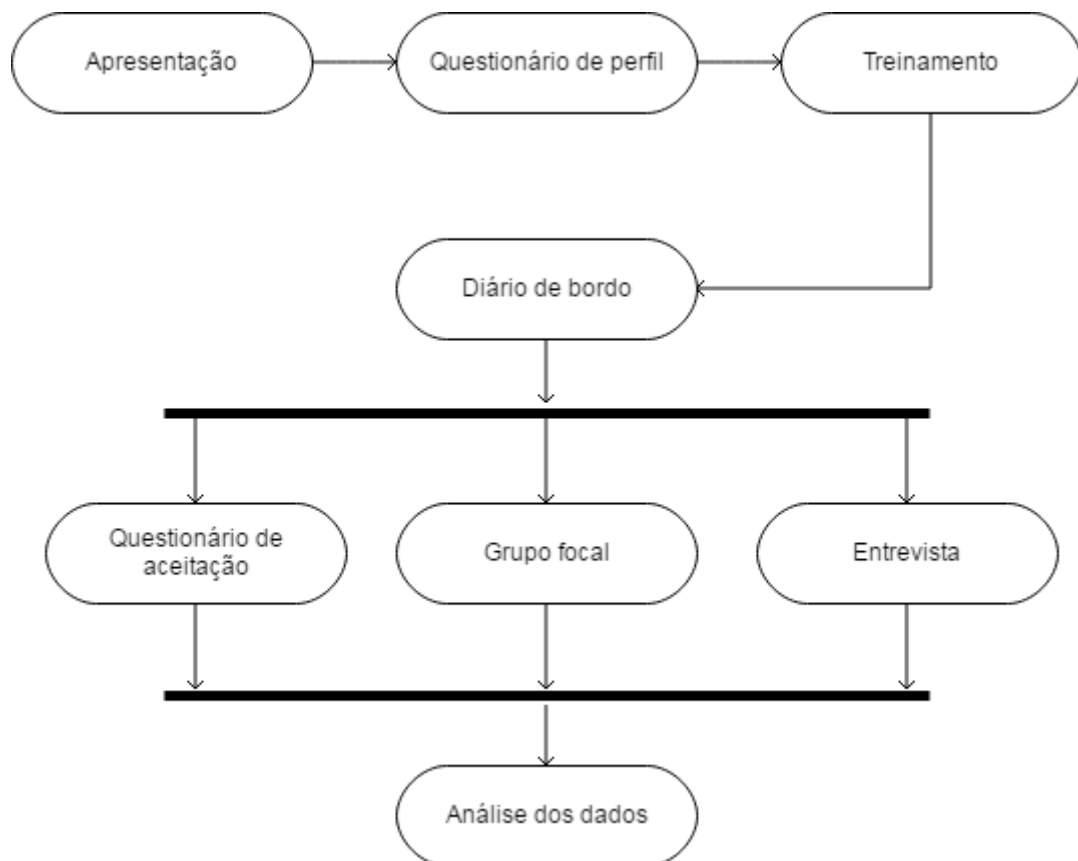 Apresentação
Questionário de perfil
Treinamento
Diário de bordo
Questionário de
aceitação
Grupo focal
Entrevista
Análise dos dados